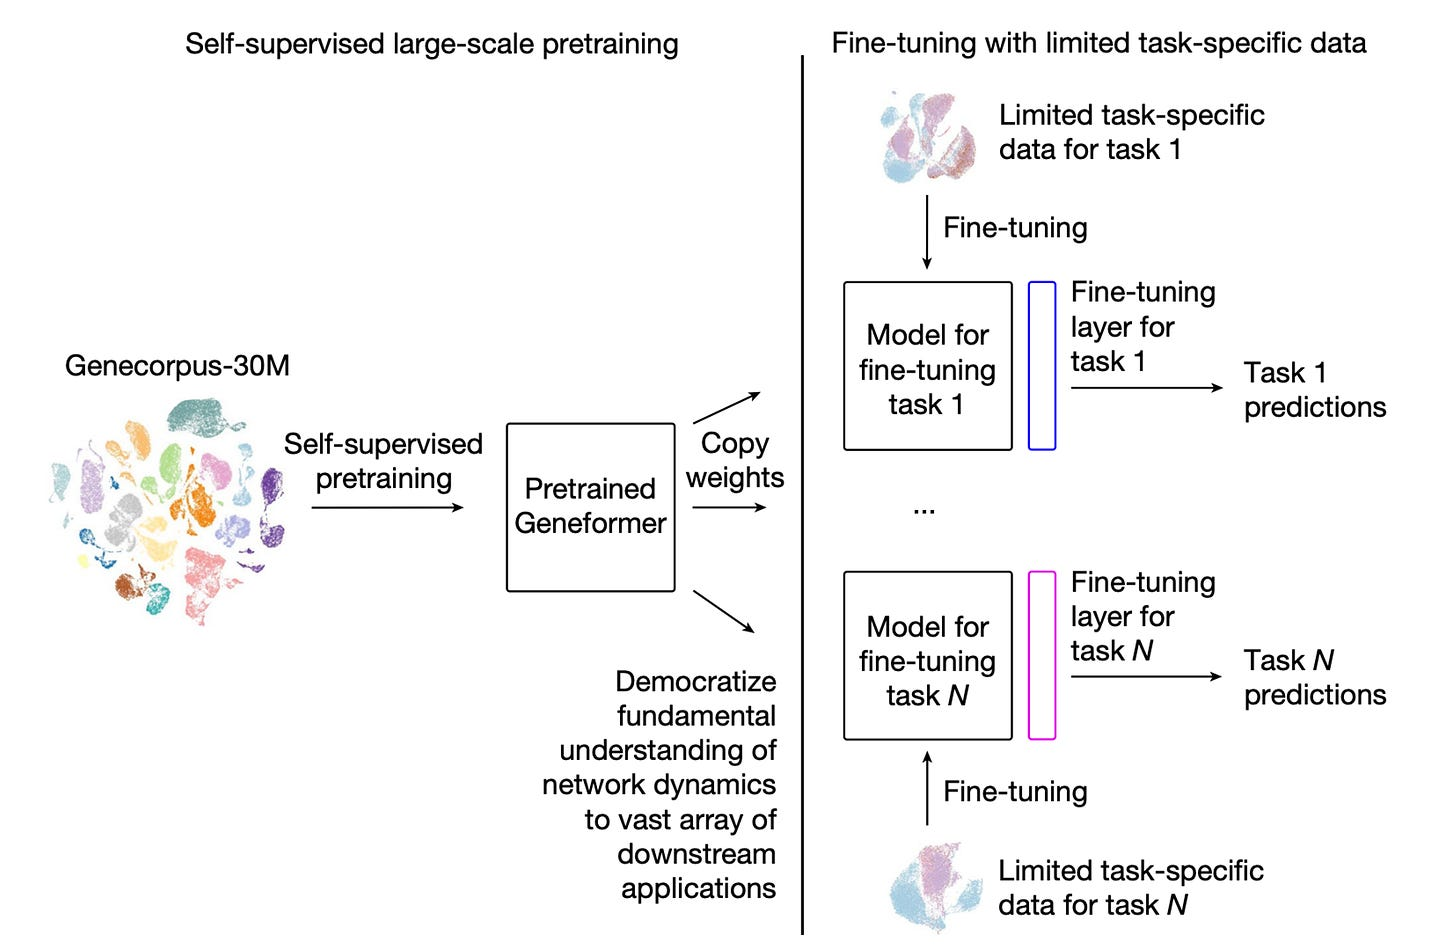 Self-supervised large-scale pretraining
Genecorpus-30M
Self-supervised
pretraining
Pretrained
Geneformer
Copy
weights
Democratize
fundamental
understanding of
network dynamics
to vast array of
downstream
applications
Fine-tuning with limited task-specific data
Limited task-specific
data for task 1
Fine-tuning
Model for
fine-tuning
task 1
Fine-tuning
layer for
task 1
Task 1
predictions
...
Model for
fine-tuning
task N
Fine-tuning
layer for
task N
Task N
predictions
Fine-tuning
Limited task-specific
data for task N